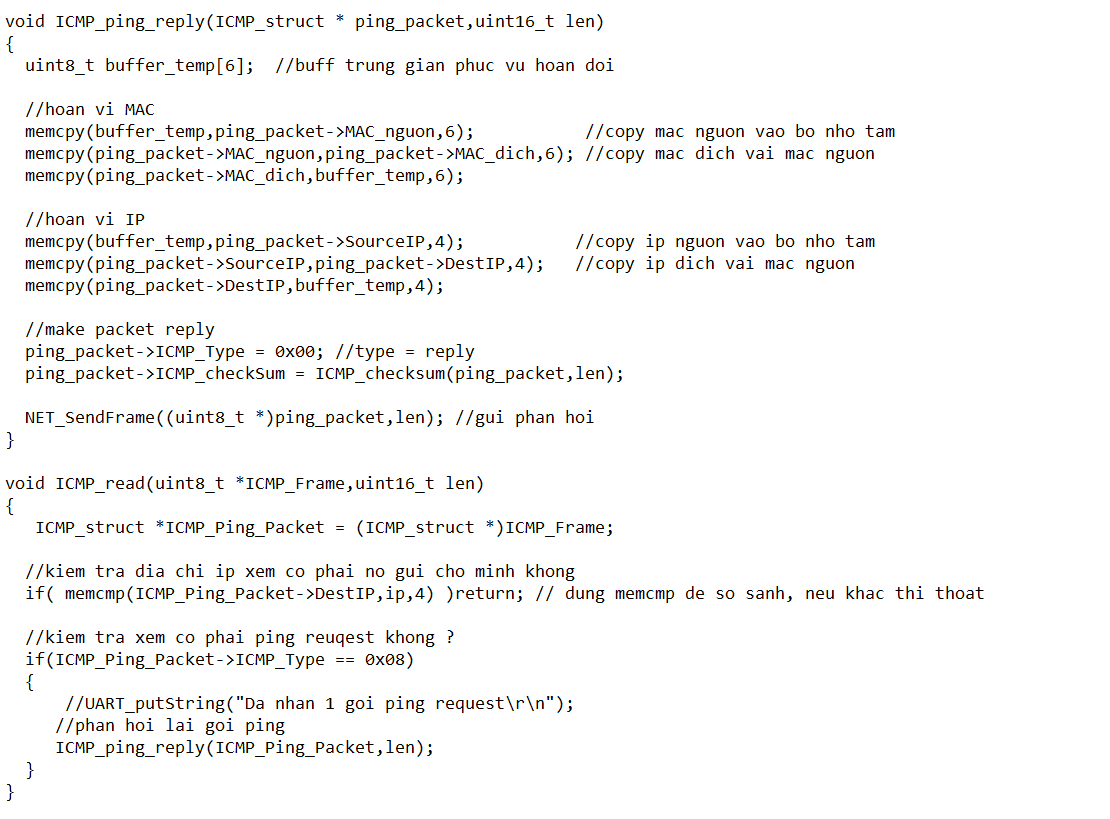 void ICMP_ping_reply(ICMP_struct * ping_packet,uint16_t len)
{
  uint8_t buffer_temp[6];  //buff trung gian phuc vu hoan doi

  //hoan vi MAC
  memcpy(buffer_temp,ping_packet->MAC_nguon,6);           //copy mac nguon vao bo nho tam
  memcpy(ping_packet->MAC_nguon,ping_packet->MAC_dich,6); //copy mac dich vai mac nguon
  memcpy(ping_packet->MAC_dich,buffer_temp,6);

  //hoan vi IP
  memcpy(buffer_temp,ping_packet->SourceIP,4);           //copy ip nguon vao bo nho tam
  memcpy(ping_packet->SourceIP,ping_packet->DestIP,4);   //copy ip dich vai mac nguon
  memcpy(ping_packet->DestIP,buffer_temp,4);

  //make packet reply
  ping_packet->ICMP_Type = 0x00; //type = reply
  ping_packet->ICMP_checkSum = ICMP_checksum(ping_packet,len);

  NET_SendFrame((uint8_t *)ping_packet,len); //gui phan hoi
}

void ICMP_read(uint8_t *ICMP_Frame,uint16_t len)
{
   ICMP_struct *ICMP_Ping_Packet = (ICMP_struct *)ICMP_Frame;

  //kiem tra dia chi ip xem co phai no gui cho minh khong
  if( memcmp(ICMP_Ping_Packet->DestIP,ip,4) )return; // dung memcmp de so sanh, neu khac thi thoat

  //kiem tra xem co phai ping reuqest khong ?
  if(ICMP_Ping_Packet->ICMP_Type == 0x08)
  {
      //UART_putString("Da nhan 1 goi ping request\r\n");
     //phan hoi lai goi ping
     ICMP_ping_reply(ICMP_Ping_Packet,len);
  }
}